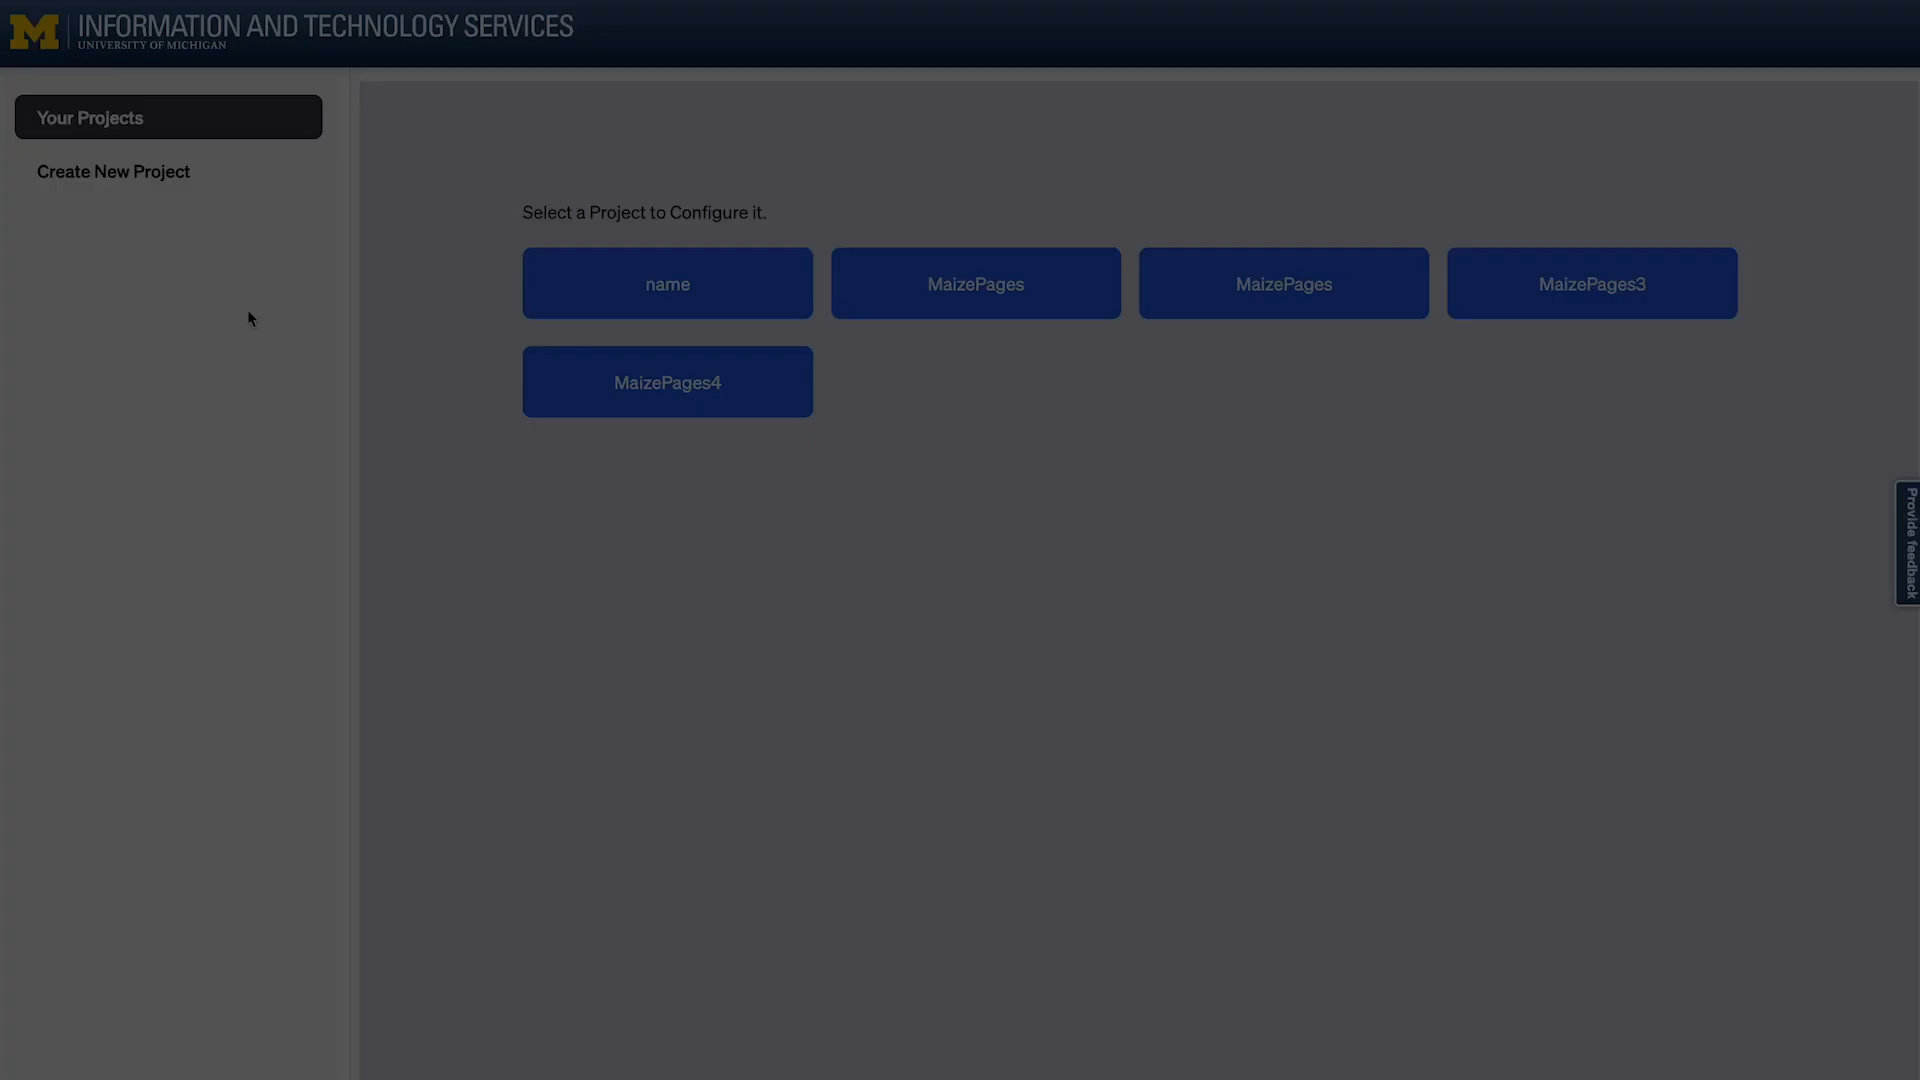 M INFORMATION AND TECHNOLOGY SERVICES
UNIVERSITY OF MICHIGAN
Your Projects
Create New Project
Select a Project to Configure it.
name
MaizePages
MaizePages
MaizePages3
MaizePages4
Provide feedback